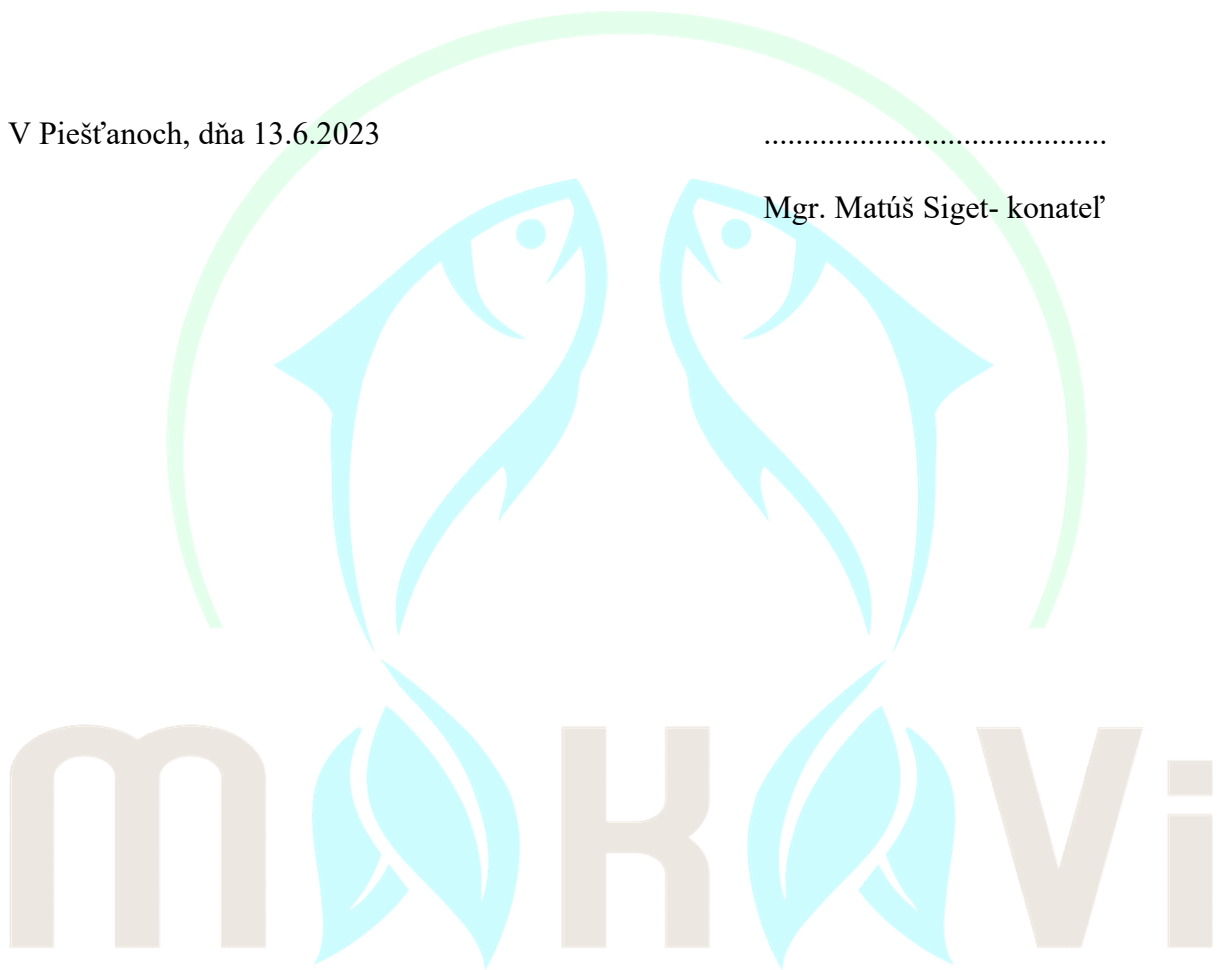 V Piešťanoch, dňa 13.6.2023 ...........................................
Mgr. Matúš Siget- konateľ
maKaVi